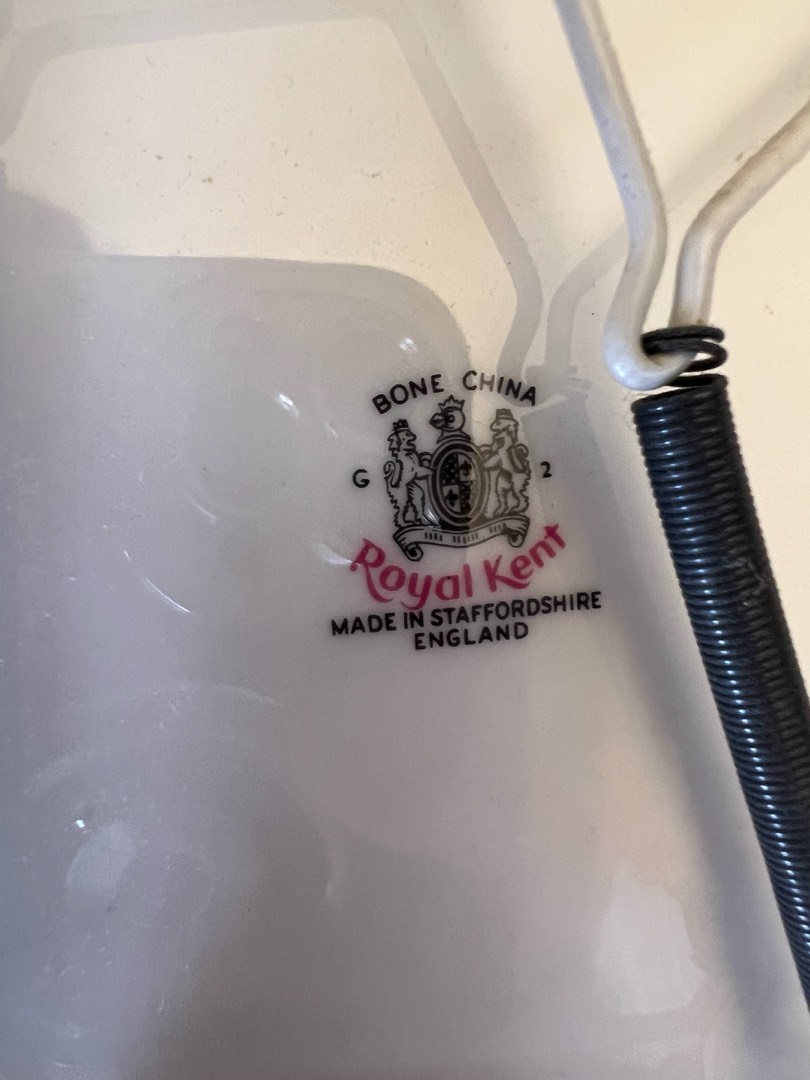 BONE CHINA
G 2
Royal Kent
MADE IN STAFFORDSHIRE
ENGLAND